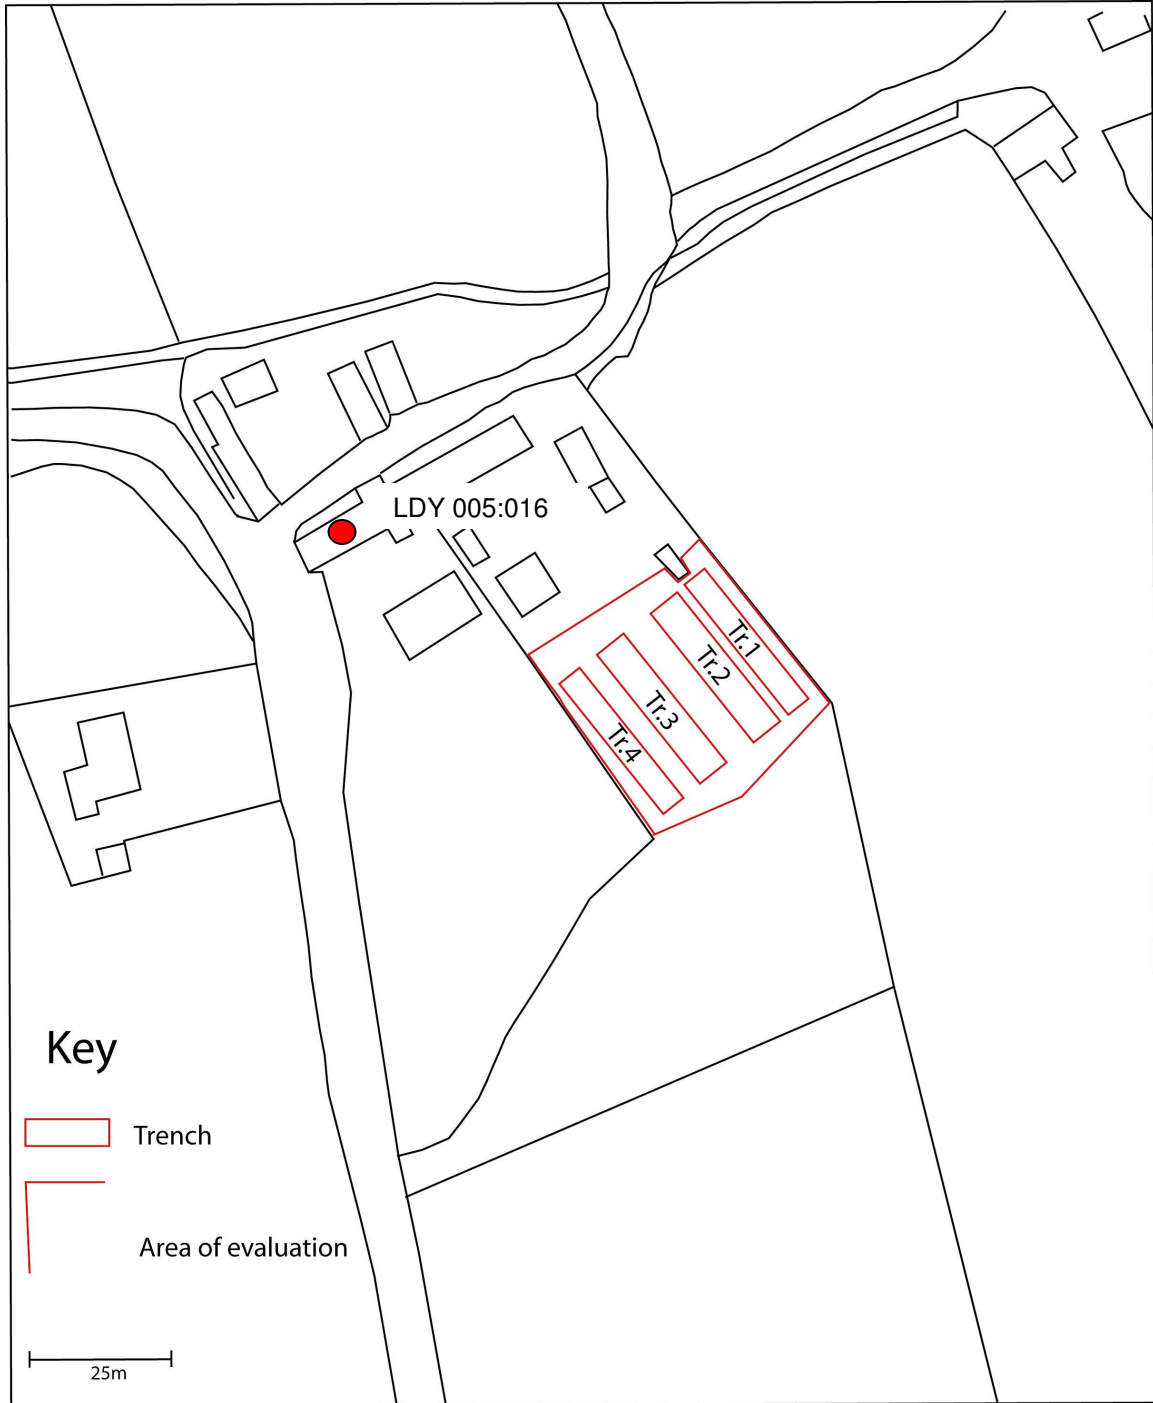 LDY 005:016
Tr.1
Tr.2
Tr.3
Tr.4
Key
Trench
Area of evaluation
25m